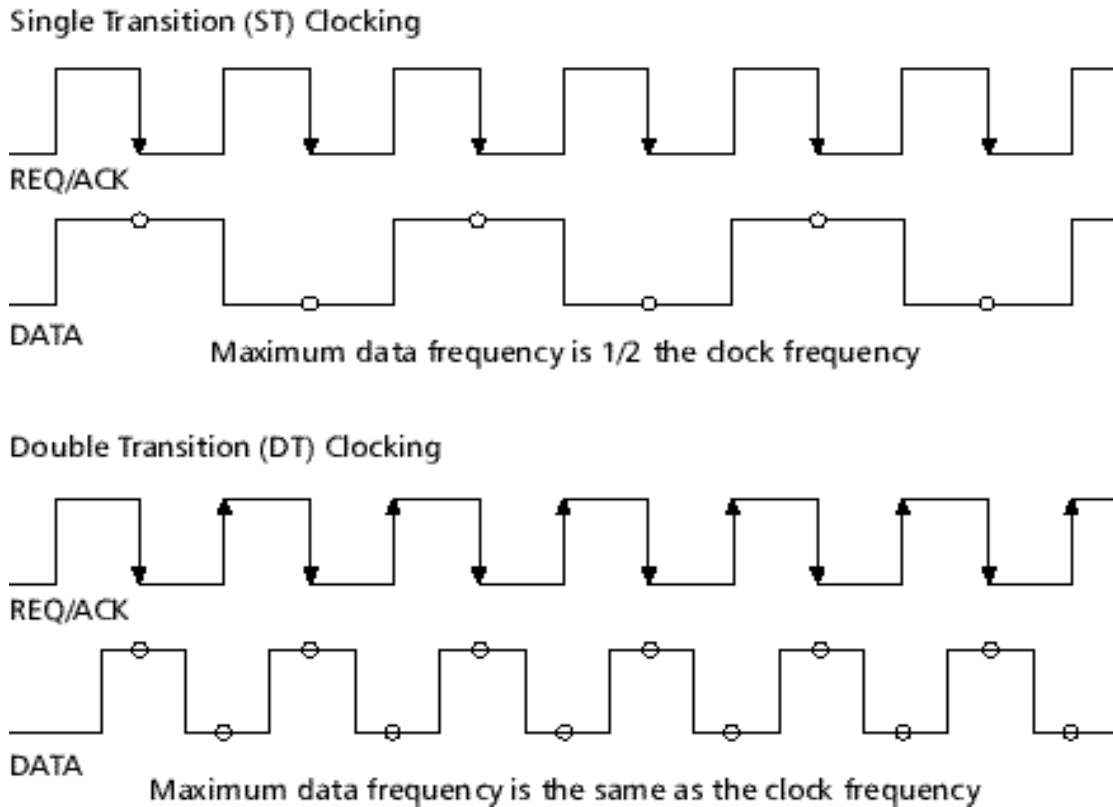 Single Transition (ST) Clocking
REQ/ACK
DATA
Maximum data frequency is 1/2 the clock frequency
Double Transition (DT) Clocking
REQ/ACK
DATA
Maximum data frequency is the same as the clock frequency